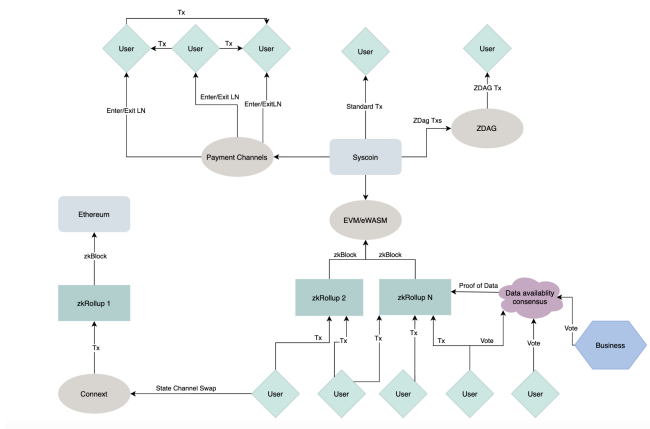 Tx
User
Tx
User
Tx
User
User
User
Enter/Exit LN
Enter/Exit LN
Enter/ExitLN
Standard Tx
ZDAG Tx
ZDag Txs
ZDAG
Payment Channels
Syscoin
Ethereum
EVM/eWASM
zkBlock
zkBlock
zkBlock
zkRollup 1
zkRollup 2
zkRollup N
Proof of Data
Data availablity
consensus
Vote
Business
Tx
Tx
Tx
Tx
Tx
Tx
Vote
Vote
Connext
State Channel Swap
User
User
User
User
User